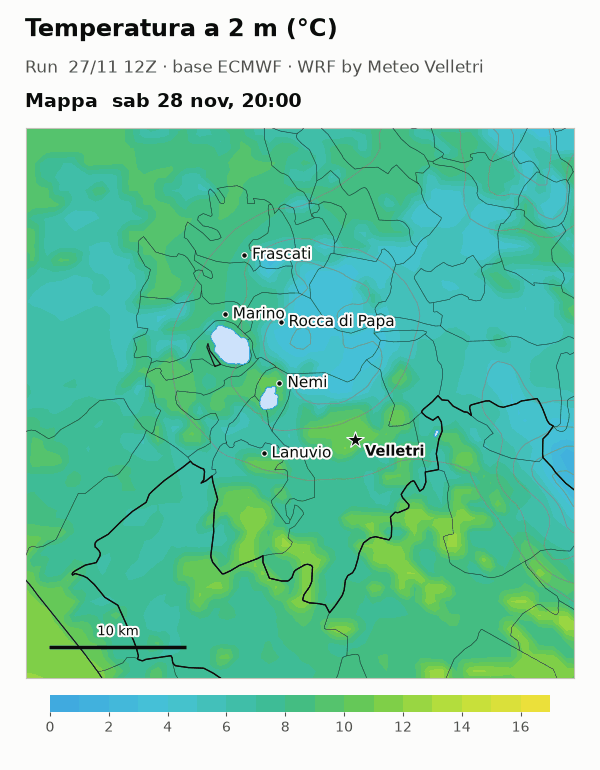 Temperatura a 2 m (°C)
Run  27/11 12Z · base ECMWF · WRF by Meteo Velletri
Mappa  sab 28 nov, 20:00
Frascati
Marino
Rocca di Papa
Nemi
Velletri
Lanuvio
10 km
0 2 4 6 8 10 12 14 16